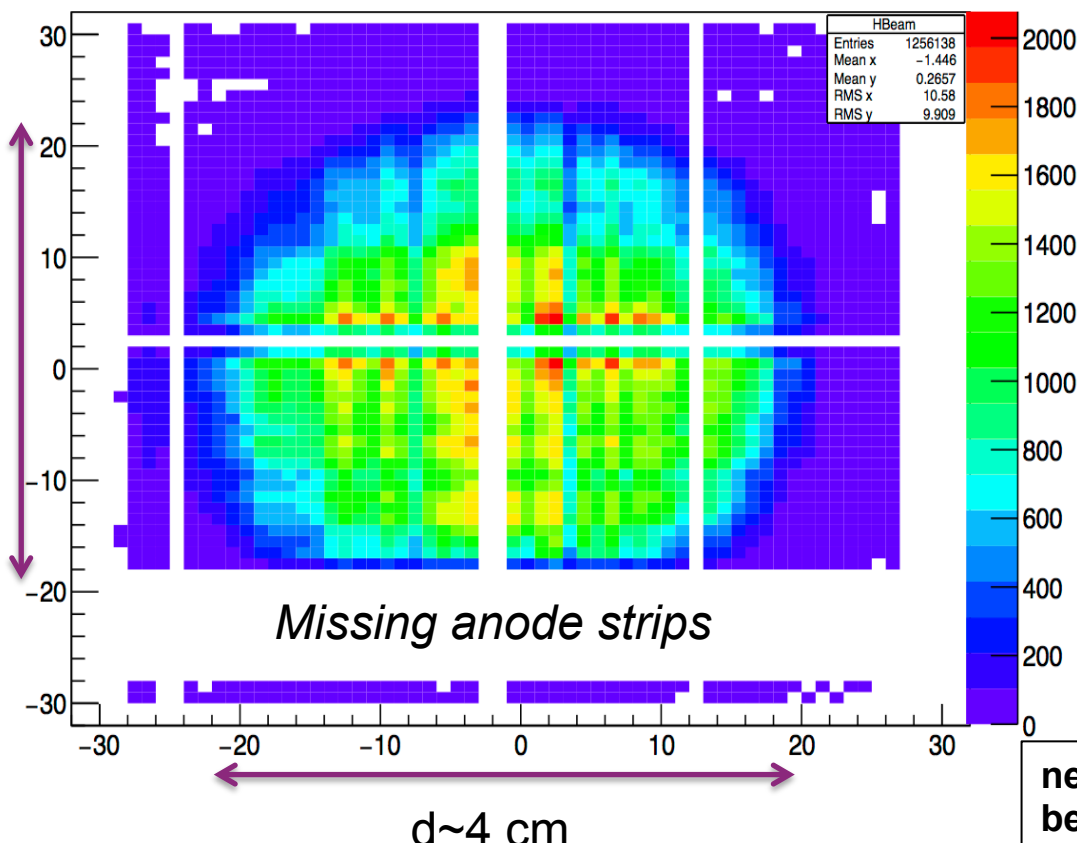 HBeam
Entries 1256138
Mean x −1.446
Mean y 0.2657
RMS x 10.58
RMS y 9.909
30
20
10
0
−10
−20
−30
−30 −20 −10 0 10 20 30
2000
1800
1600
1400
1200
1000
800
600
400
200
0
Missing anode strips
d~4 cm
ne
be